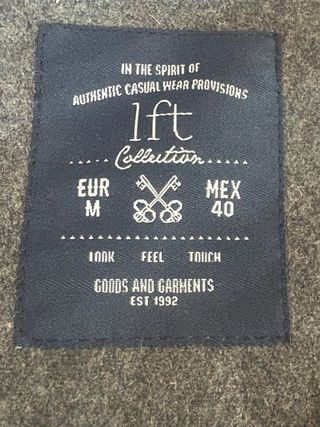 IN THE SPIRIT OF
AUTHENTIC CASUAL WEAR PROVISIONS
lft
Collection
EUR MEX
M 40
LOOK FEEL TOUCH
GOODS AND GARMENTS
EST 1992